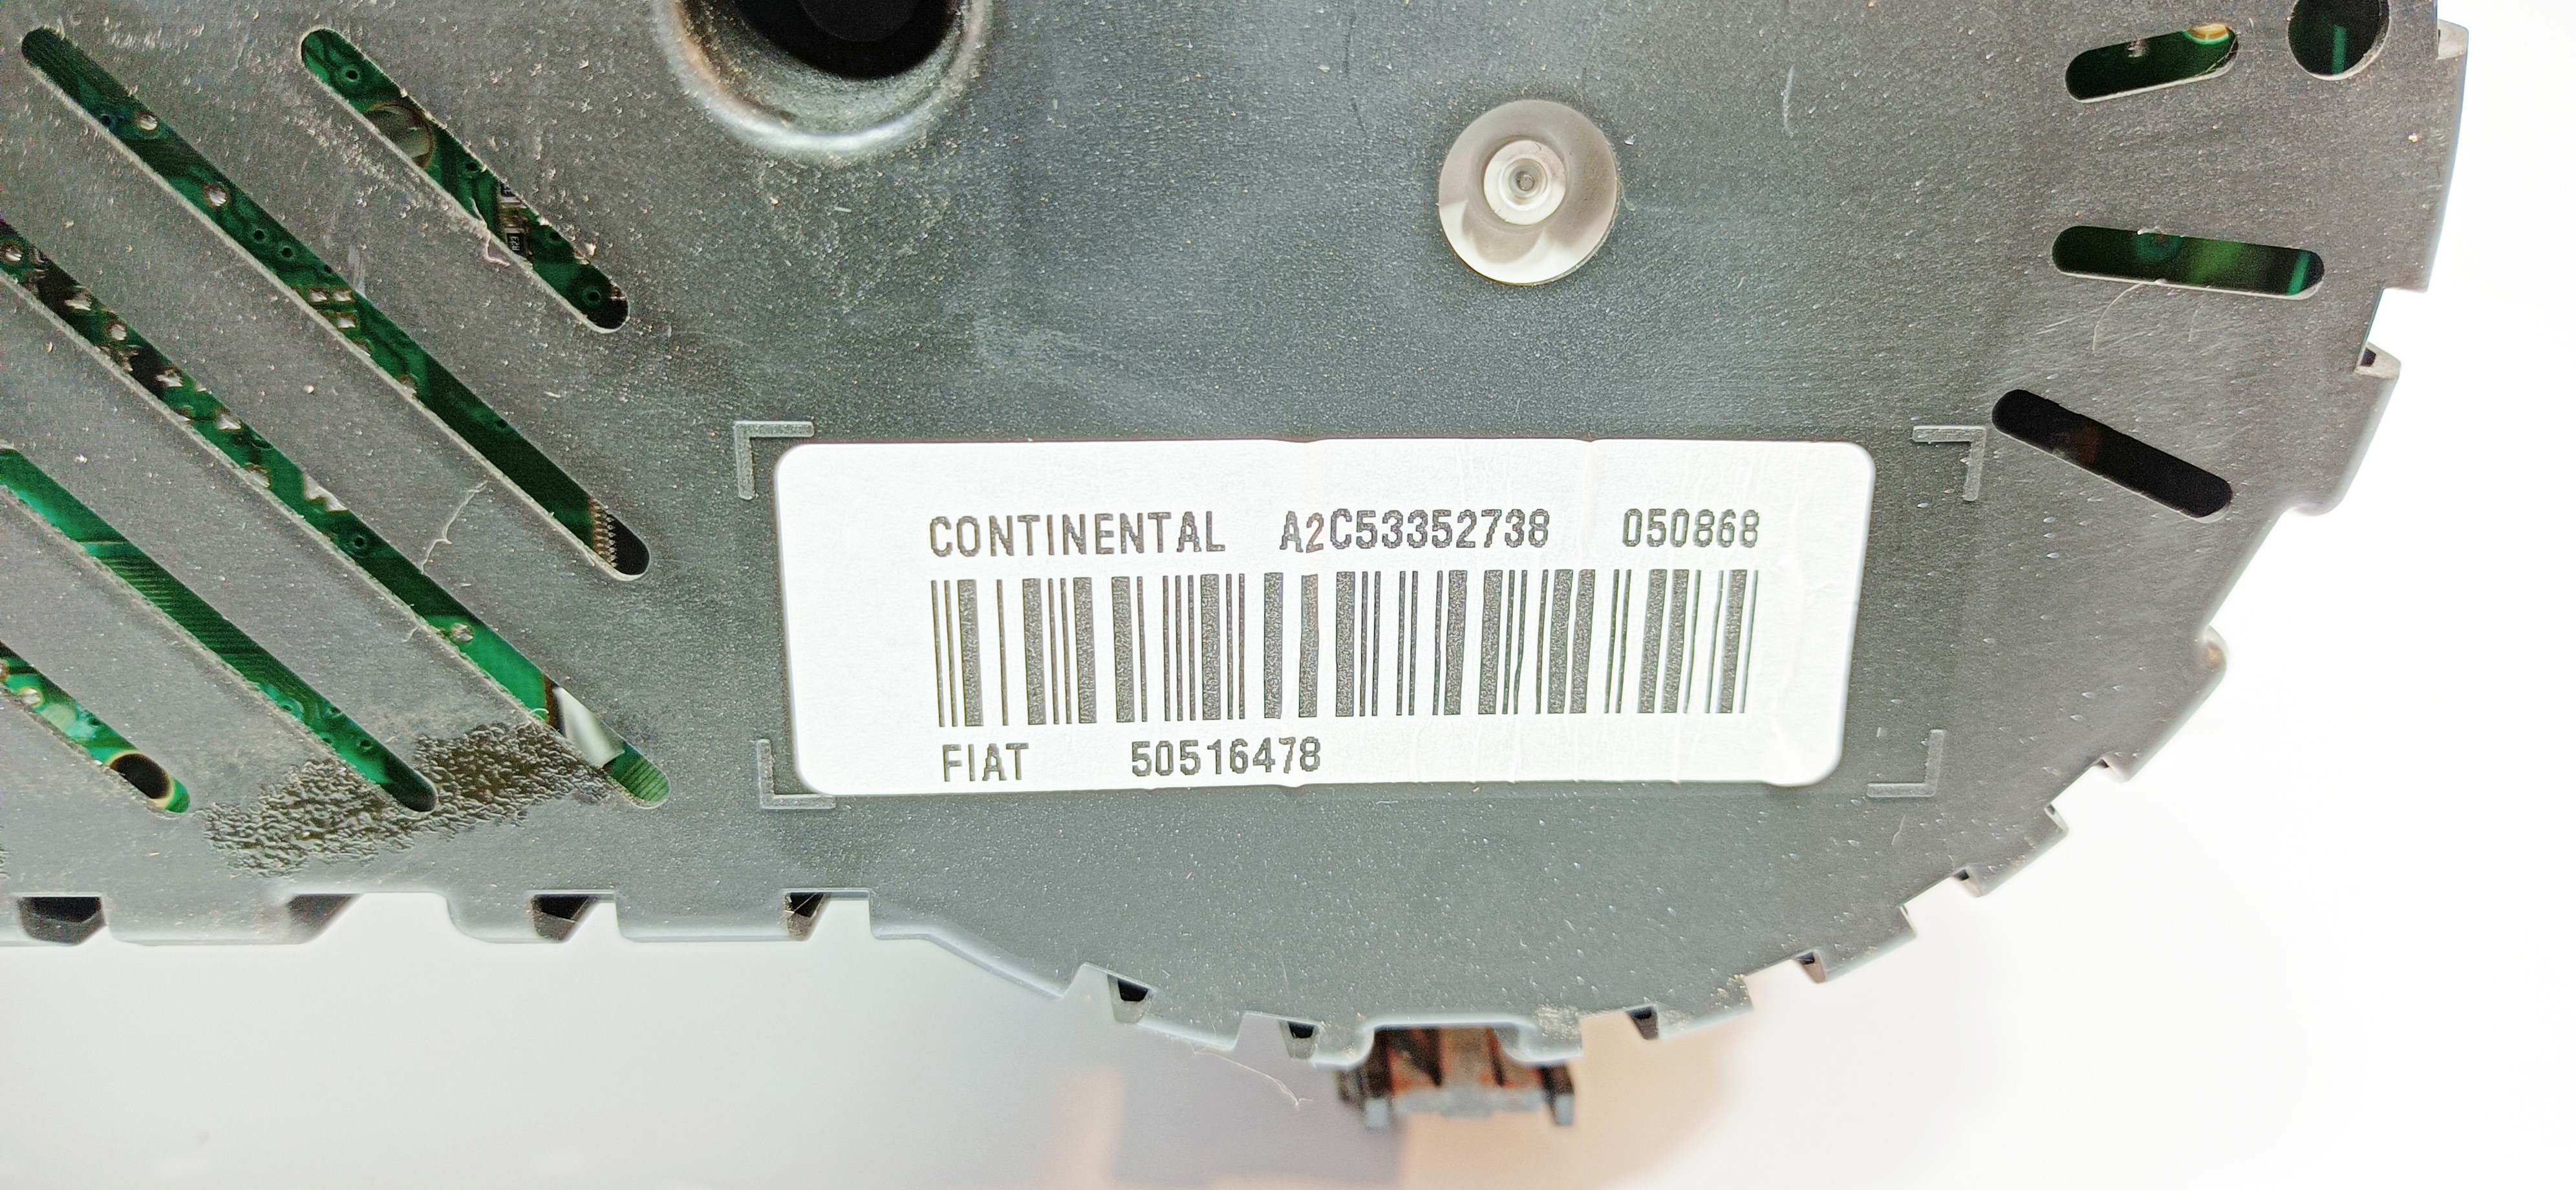 CONTINENTAL A2C53352738 050868
FIAT 50516478